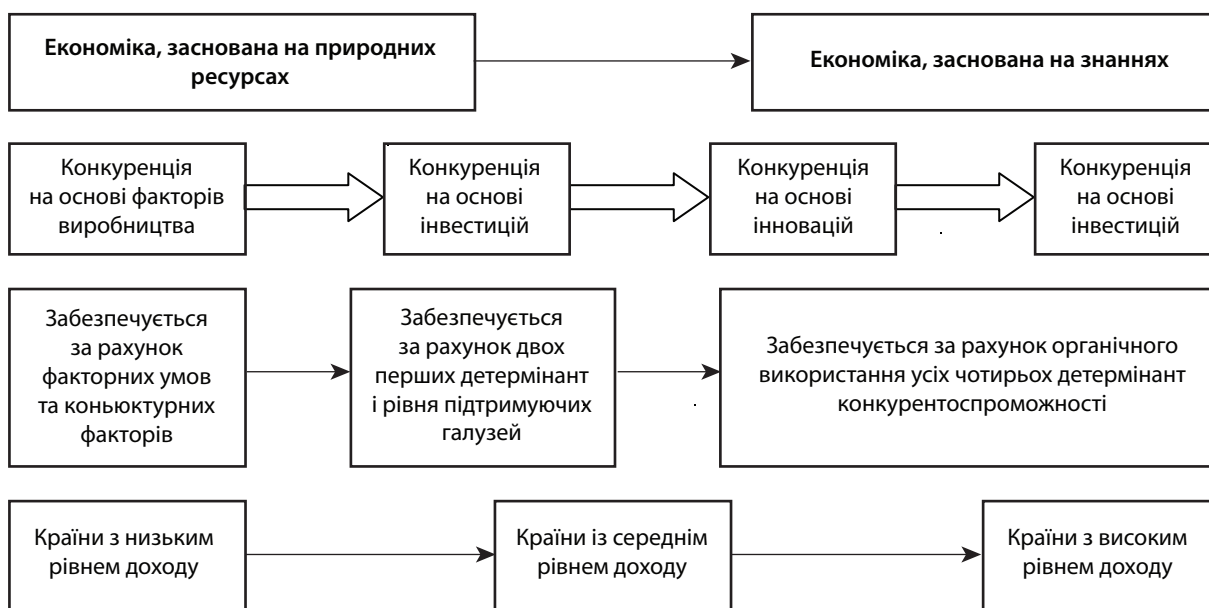 Економіка, заснована на природних
ресурсах
Економіка, заснована на знаннях
Конкуренція
на основі факторів
виробництва
Конкуренція
на основі
інвестицій
Конкуренція
на основі
інновацій
Конкуренція
на основі
інвестицій
Забезпечується
за рахунок
факторних умов
та коньюктурних
факторів
Забезпечується
за рахунок двох
перших детермінант
і рівня підтримуючих
галузей
Забезпечується за рахунок органічного
використання усіх чотирьох детермінант
конкурентоспроможності
Країни з низьким
рівнем доходу
Країни із середнім
рівнем доходу
Країни з високим
рівнем доходу